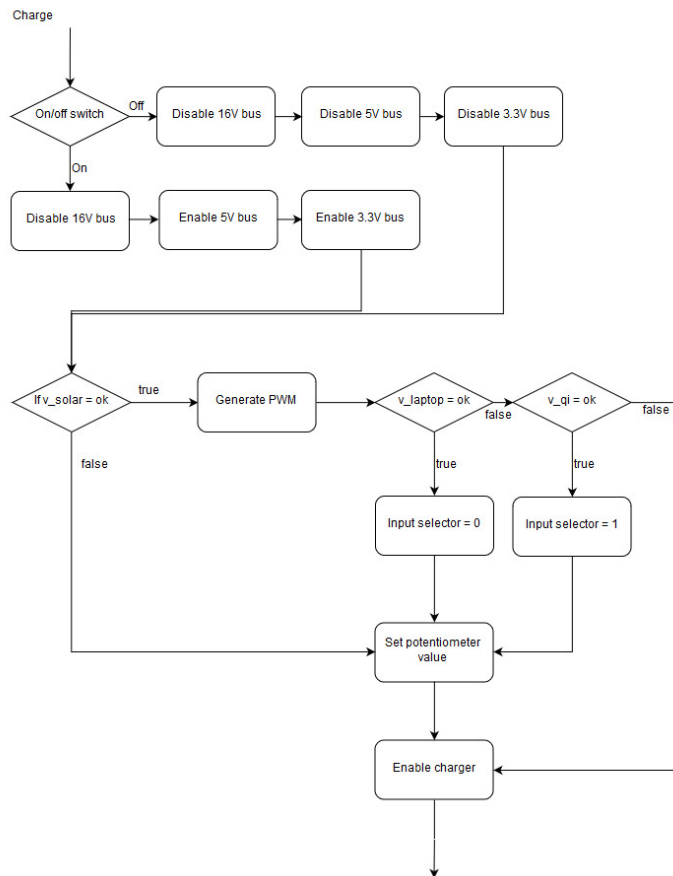 Charge
On/off switch
Off
Disable 16V bus
Disable 5V bus
Disable 3.3V bus
On
Disable 16V bus
Enable 5V bus
Enable 3.3V bus
If v_solar = ok
true
Generate PWM
v_laptop = ok
false
v_qi = ok
false
false
true
true
Input selector = 0
Input selector = 1
Set potentiometer
value
Enable charger